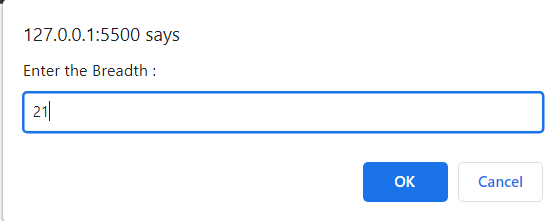 127.0.0.1:5500 says
Enter the Breadth :
21
OK Cancel